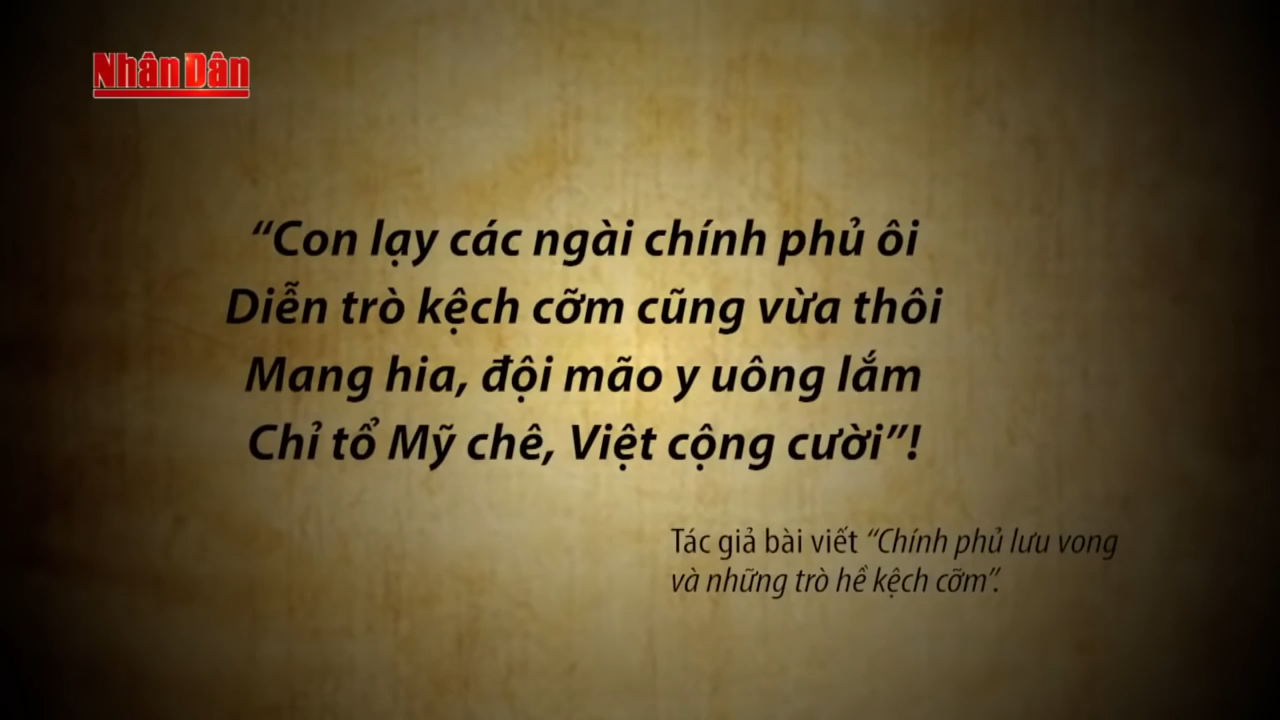 Nhân Dân
“Con lạy các ngài chính phủ ôi
Diễn trò kệch cỡm cũng vừa thôi
Mang hia, đội mão y uông lắm
Chỉ tổ Mỹ chê, Việt cộng cười”!
Tác giả bài viết “Chính phủ lưu vong
và những trò hề kệch cỡm”.